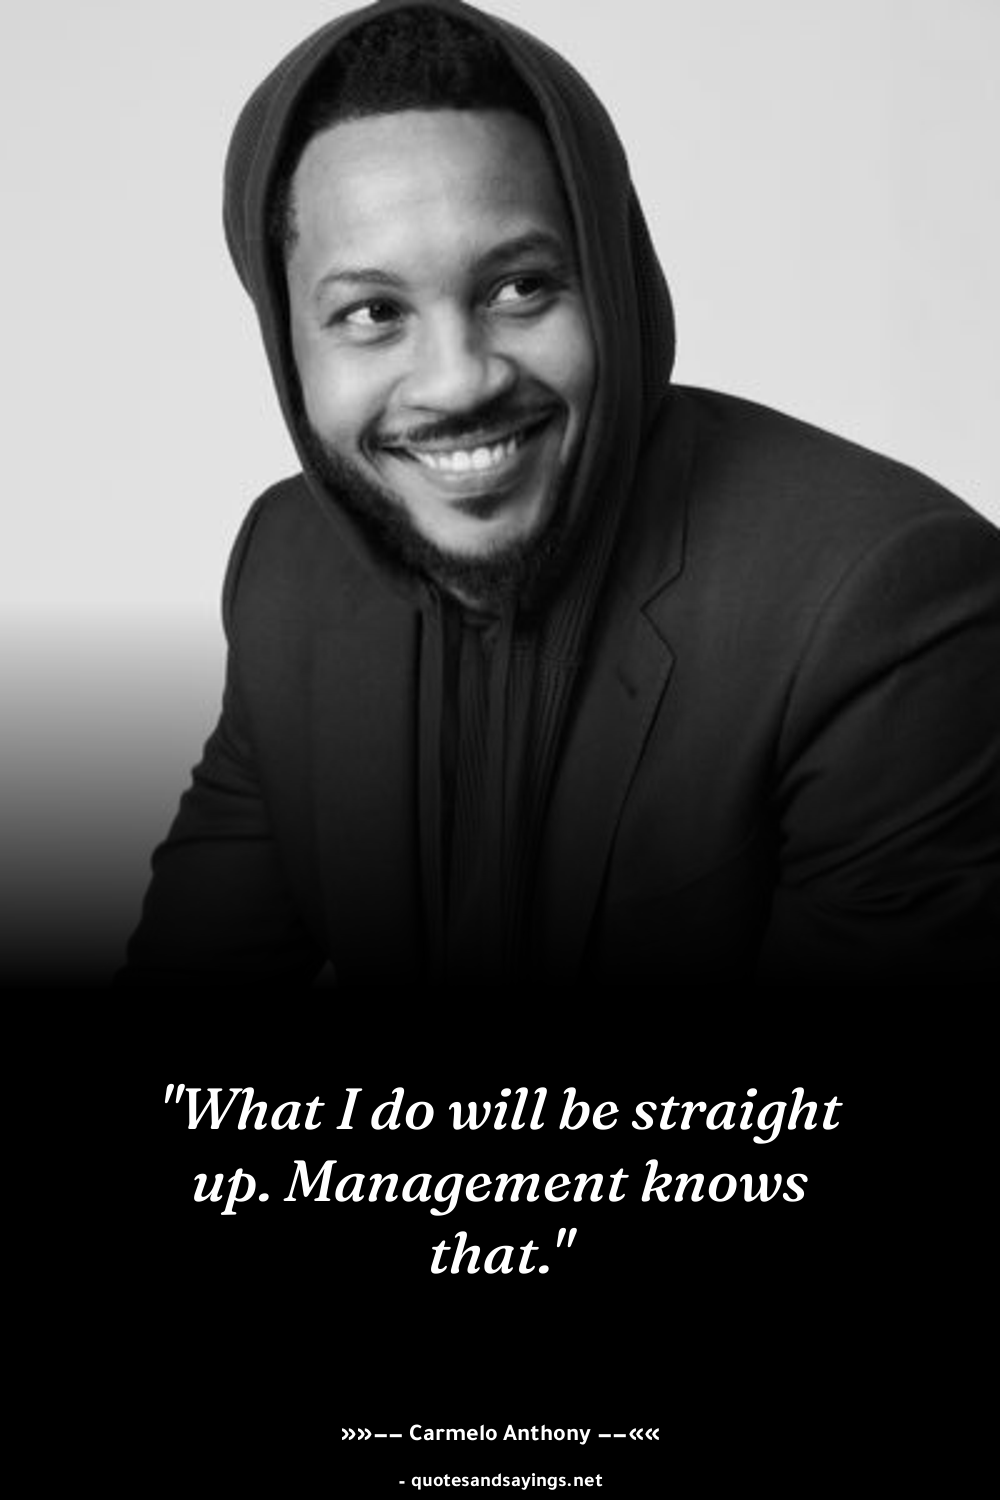 "What I do will be straight
up. Management knows
that."
»»−− Carmelo Anthony −−««
- quotesandsayings.net